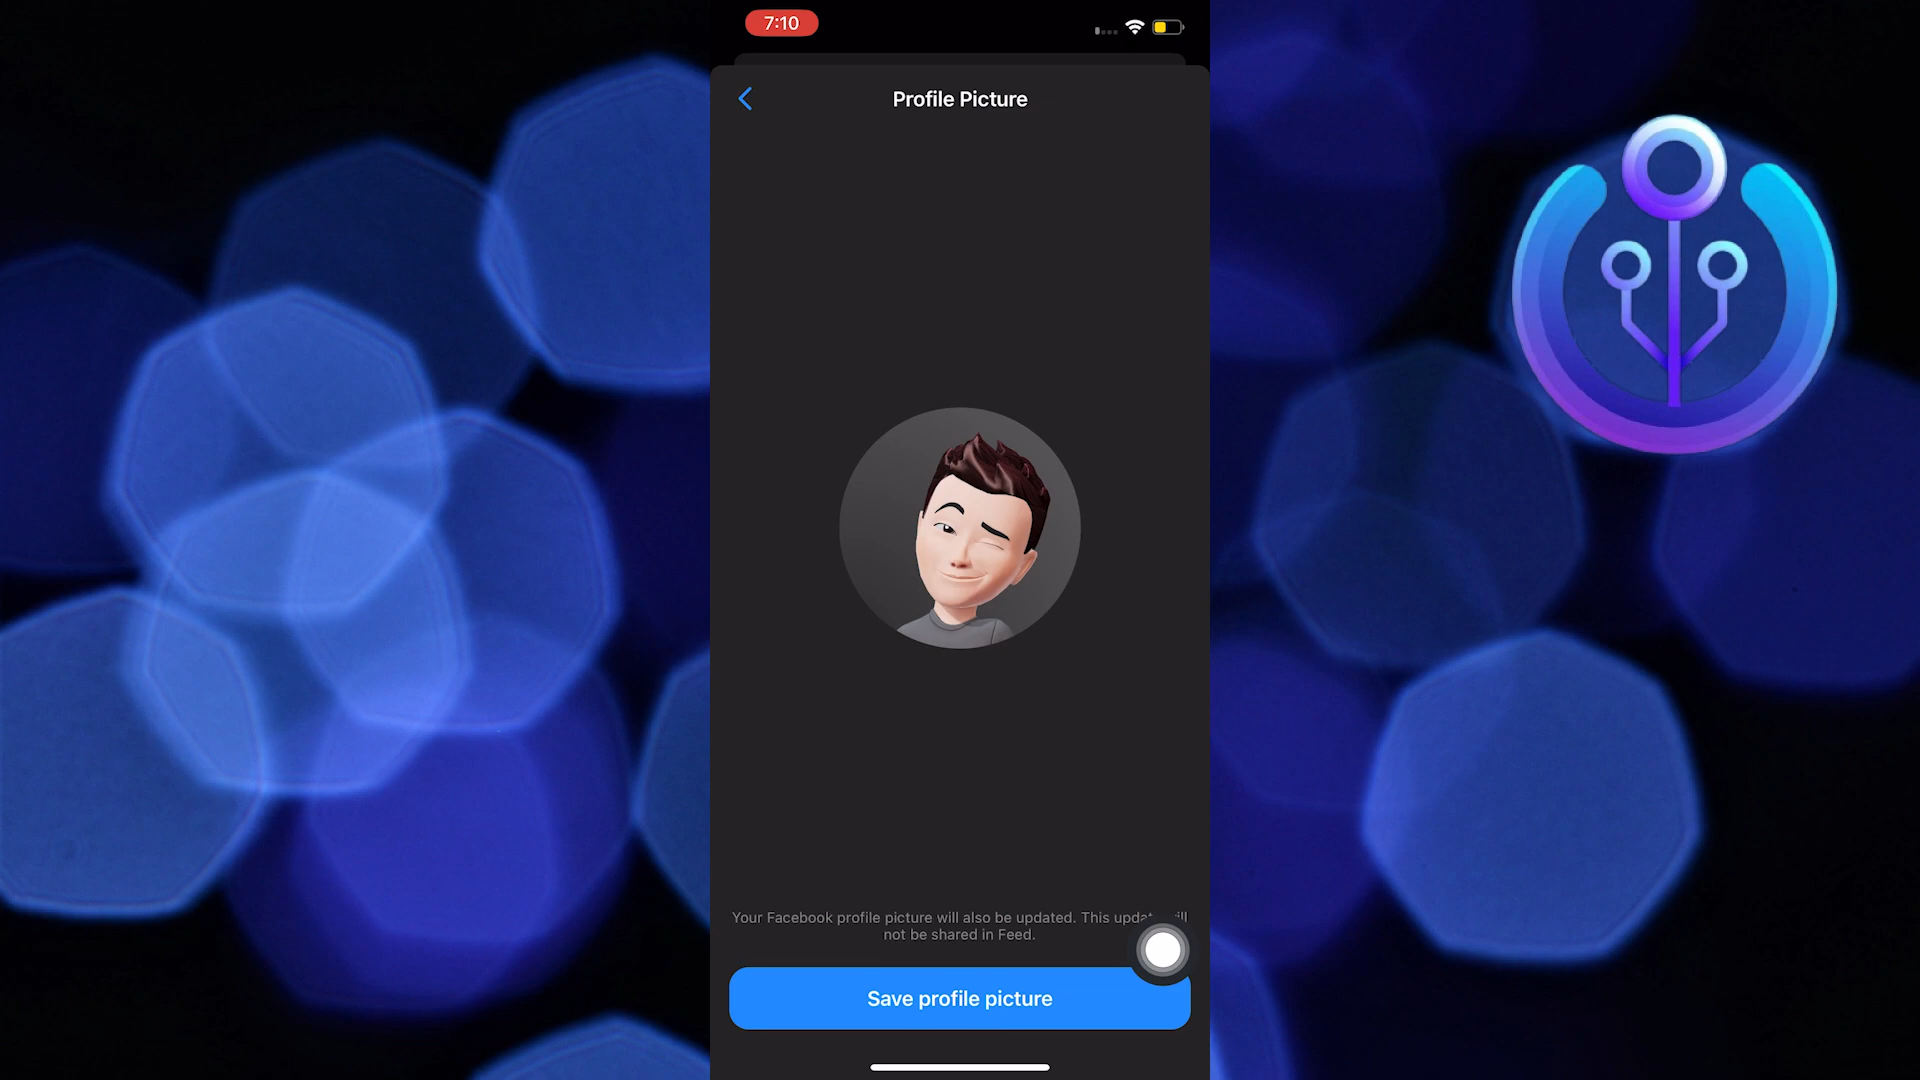 7:10
Profile Picture
Your Facebook profile picture will also be updated. This
not be shared in Feed.
Save profile picture